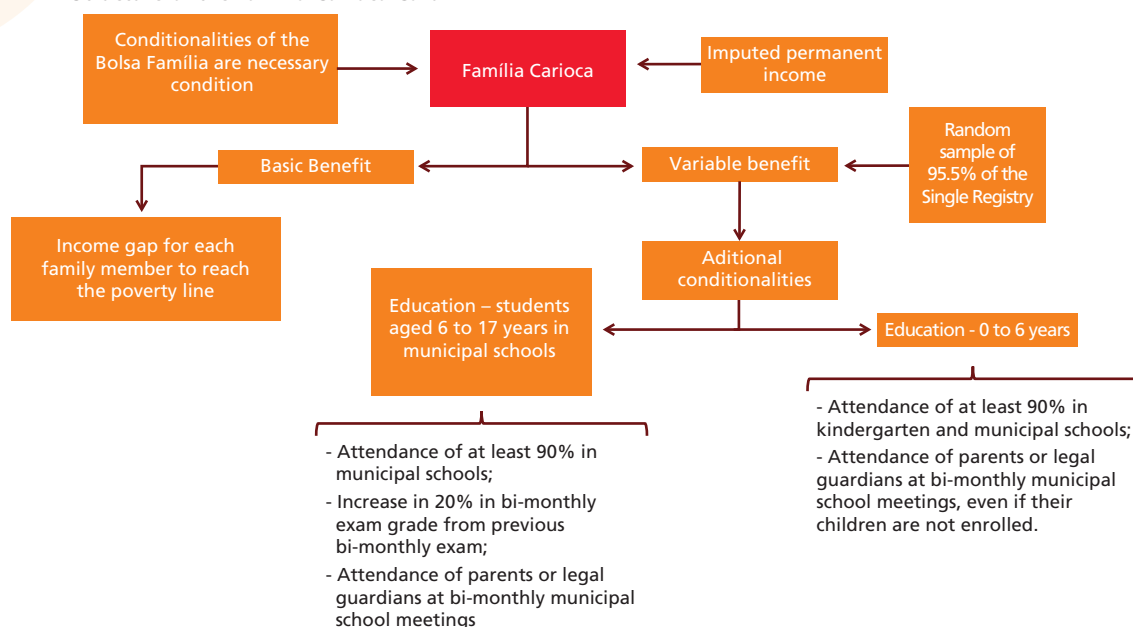 Conditionalities of the
Bolsa Família are necessary
condition
Família Carioca
Imputed permanent
income
Basic Benefit
Variable benefit
Random
sample of
95.5% of the
Single Registry
Income gap for each
family member to reach
the poverty line
Aditional
conditionalities
Education – students
aged 6 to 17 years in
municipal schools
Education - 0 to 6 years
- Attendance of at least 90% in
municipal schools;
- Increase in 20% in bi-monthly
exam grade from previous
bi-monthly exam;
- Attendance of parents or legal
guardians at bi-monthly municipal
school meetings
- Attendance of at least 90% in
kindergarten and municipal schools;
- Attendance of parents or legal
guardians at bi-monthly municipal
school meetings, even if their
children are not enrolled.